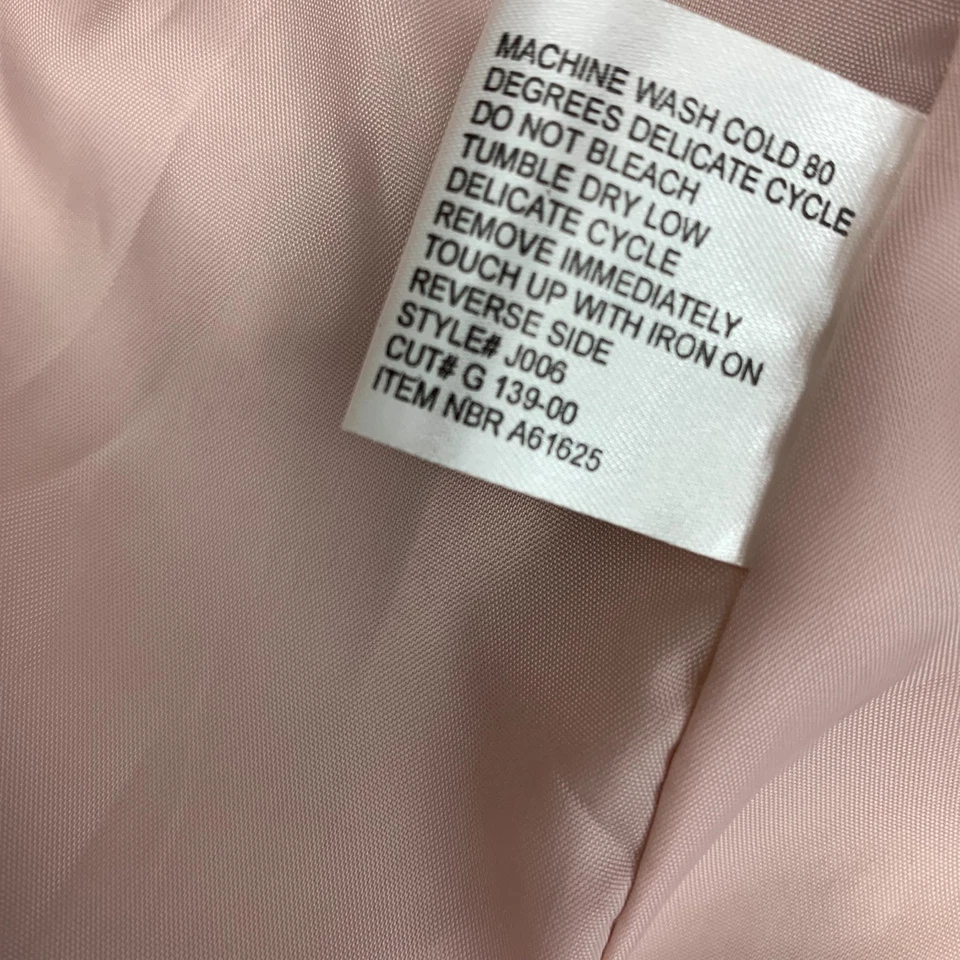 MACHINE WASH COLD 80
DEGREES DELICATE CYCLE
DO NOT BLEACH
TUMBLE DRY LOW
DELICATE CYCLE
REMOVE IMMEDIATELY
TOUCH UP WITH IRON ON
REVERSE SIDE
STYLE# J006
CUT# G 139-00
ITEM NBR A61625